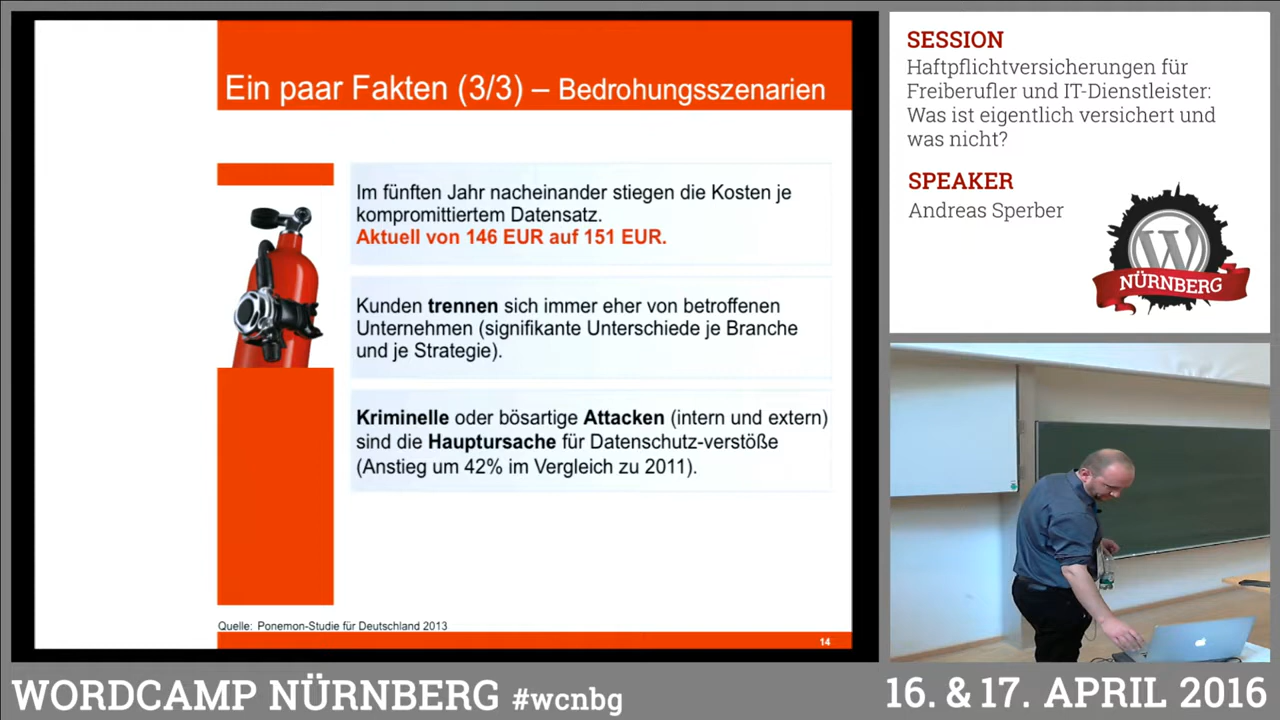 Ein paar Fakten (3/3) – Bedrohungsszenarien
Im fünften Jahr nacheinander stiegen die Kosten je
kompromittiertem Datensatz.
Aktuell von 146 EUR auf 151 EUR.
Kunden trennen sich immer eher von betroffenen
Unternehmen (signifikante Unterschiede je Branche
und je Strategie).
Kriminelle oder bösartige Attacken (intern und extern)
sind die Hauptursache für Datenschutz-verstöße
(Anstieg um 42% im Vergleich zu 2011).
Quelle: Ponemon-Studie für Deutschland 2013
14
SESSION
Haftpflichtversicherungen für
Freiberufler und IT-Dienstleister:
Was ist eigentlich versichert und
was nicht?
SPEAKER
Andreas Sperber
W
NÜRNBERG
WORDCAMP NÜRNBERG #wcnbg
16. & 17. APRIL 2016